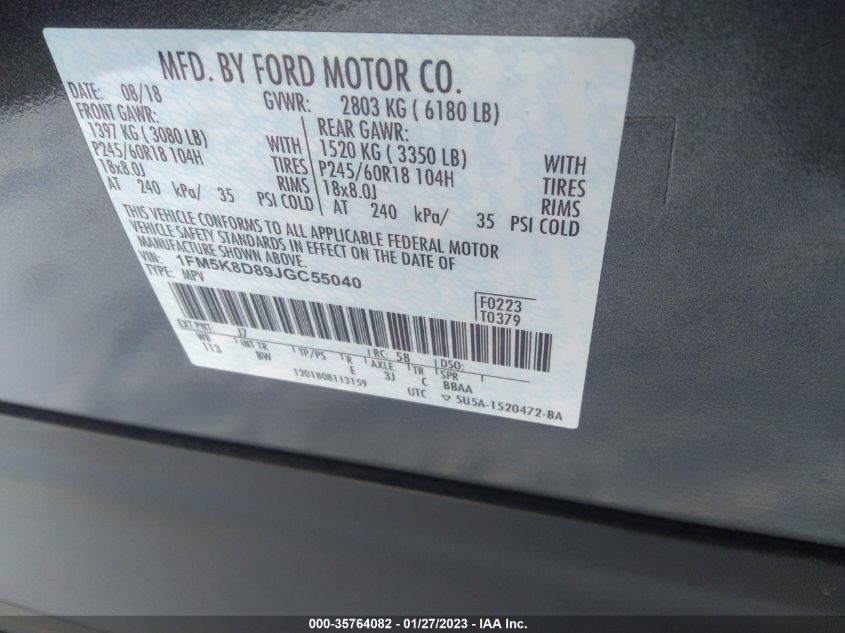 MFD. BY FORD MOTOR CO.
DATE: 08/18 GVWR: 2803 KG ( 6180 LB)
FRONT GAWR: REAR GAWR:
1397 KG ( 3080 LB) WITH 1520 KG ( 3350 LB) WITH
P245/60R18 104H TIRES P245/60R18 104H TIRES
18x8.0J RIMS 18x8.0J RIMS
AT 240 kPa/ 35 PSI COLD AT 240 kPa/ 35 PSI COLD
THIS VEHICLE CONFORMS TO ALL APPLICABLE FEDERAL MOTOR
VEHICLE SAFETY STANDARDS IN EFFECT ON THE DATE OF
MANUFACTURE SHOWN ABOVE.
VIN: 1FM5K8D89JGC55040
TYPE: MPV
F0223
T0379
EXT PNT: J7 RC: 58 DSO:
WB INT TR TP/PS R AXLE TR SPR
113 BW E 3J C BBAA
1201808113159 UTC ▽ 5U5A-1520472-BA
000-35764082 - 01/27/2023 - IAA Inc.